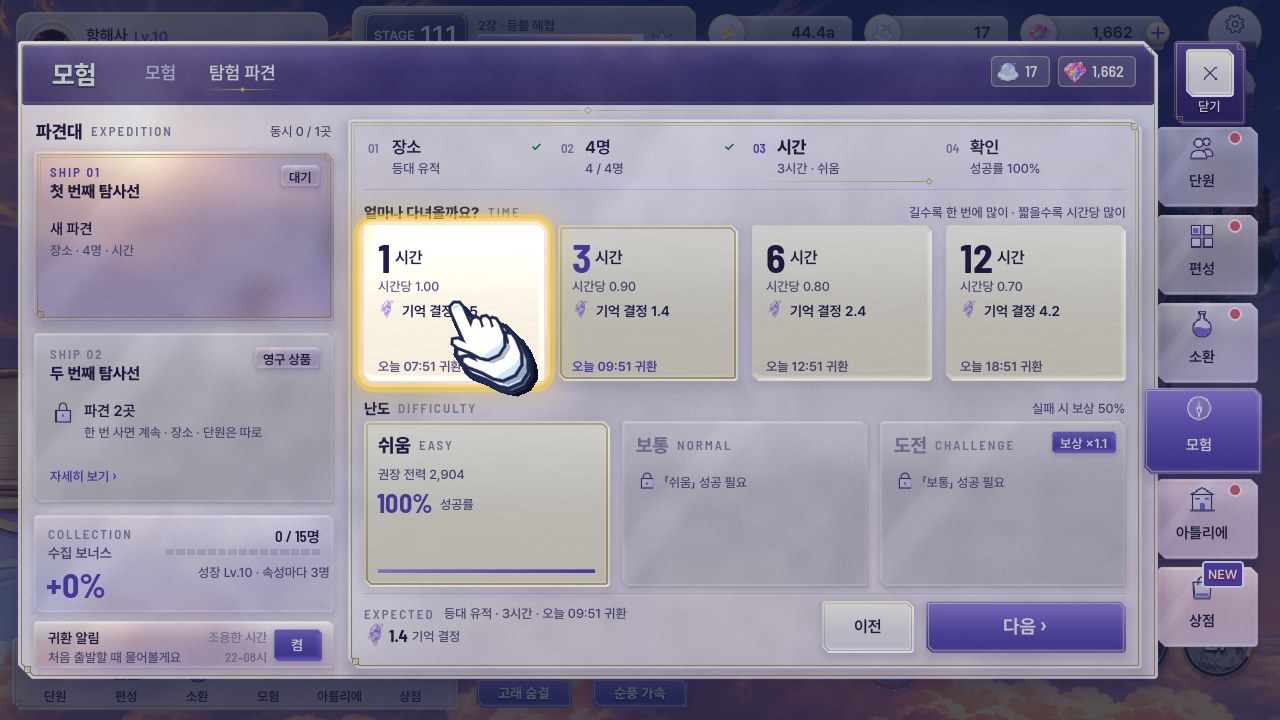 항해사 Lv.10
STAGE 111
2장 · 등불 해협
44.4a
17
1,662
모험
모험
탐험 파견
17
1,662
닫기
파견대 EXPEDITION
동시 0 / 1곳
SHIP 01
첫 번째 탐사선
대기
새 파견
장소 · 4명 · 시간
SHIP 02
두 번째 탐사선
영구 상품
파견 2곳
한 번 사면 계속 · 장소 · 단원은 따로
자세히 보기 ›
COLLECTION
수집 보너스
+0%
0 / 15명
성장 Lv.10 · 속성마다 3명
귀환 알림
처음 출발할 때 물어볼게요
조용한 시간
22-08시
켬
01 장소
등대 유적
02 4명
4 / 4명
03 시간
3시간 · 쉬움
04 확인
성공률 100%
얼마나 다녀올까요? TIME
길수록 한 번에 많이 · 짧을수록 시간당 많이
1 시간
시간당 1.00
기억 결정
오늘 07:51 귀환
3 시간
시간당 0.90
기억 결정 1.4
오늘 09:51 귀환
6 시간
시간당 0.80
기억 결정 2.4
오늘 12:51 귀환
12 시간
시간당 0.70
기억 결정 4.2
오늘 18:51 귀환
난도 DIFFICULTY
실패 시 보상 50%
쉬움 EASY
권장 전력 2,904
100% 성공률
보통 NORMAL
「쉬움」 성공 필요
도전 CHALLENGE
보상 ×1.1
「보통」 성공 필요
EXPECTED 등대 유적 · 3시간 · 오늘 09:51 귀환
1.4 기억 결정
이전
다음 ›
단원
편성
소환
모험
아틀리에
NEW
상점
단원
편성
소환
모험
아틀리에
상점
고래 숨결
순풍 가속